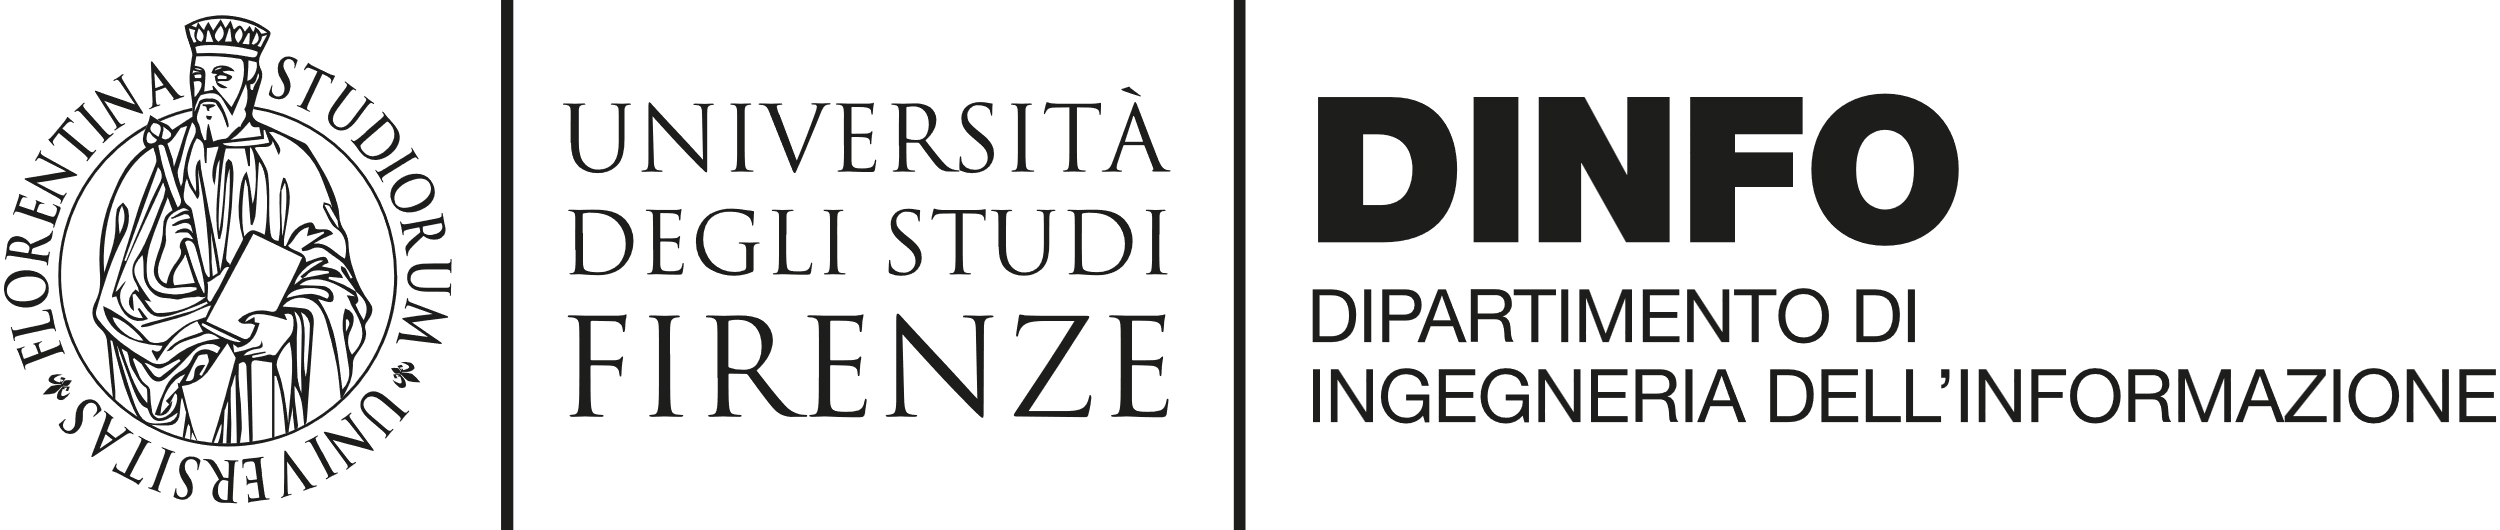 FLORENTINA STUDIORUM UNIVERSITAS
UNIVERSITÀ
DEGLI STUDI
FIRENZE
DINFO
DIPARTIMENTO DI
INGEGNERIA DELL'INFORMAZIONE